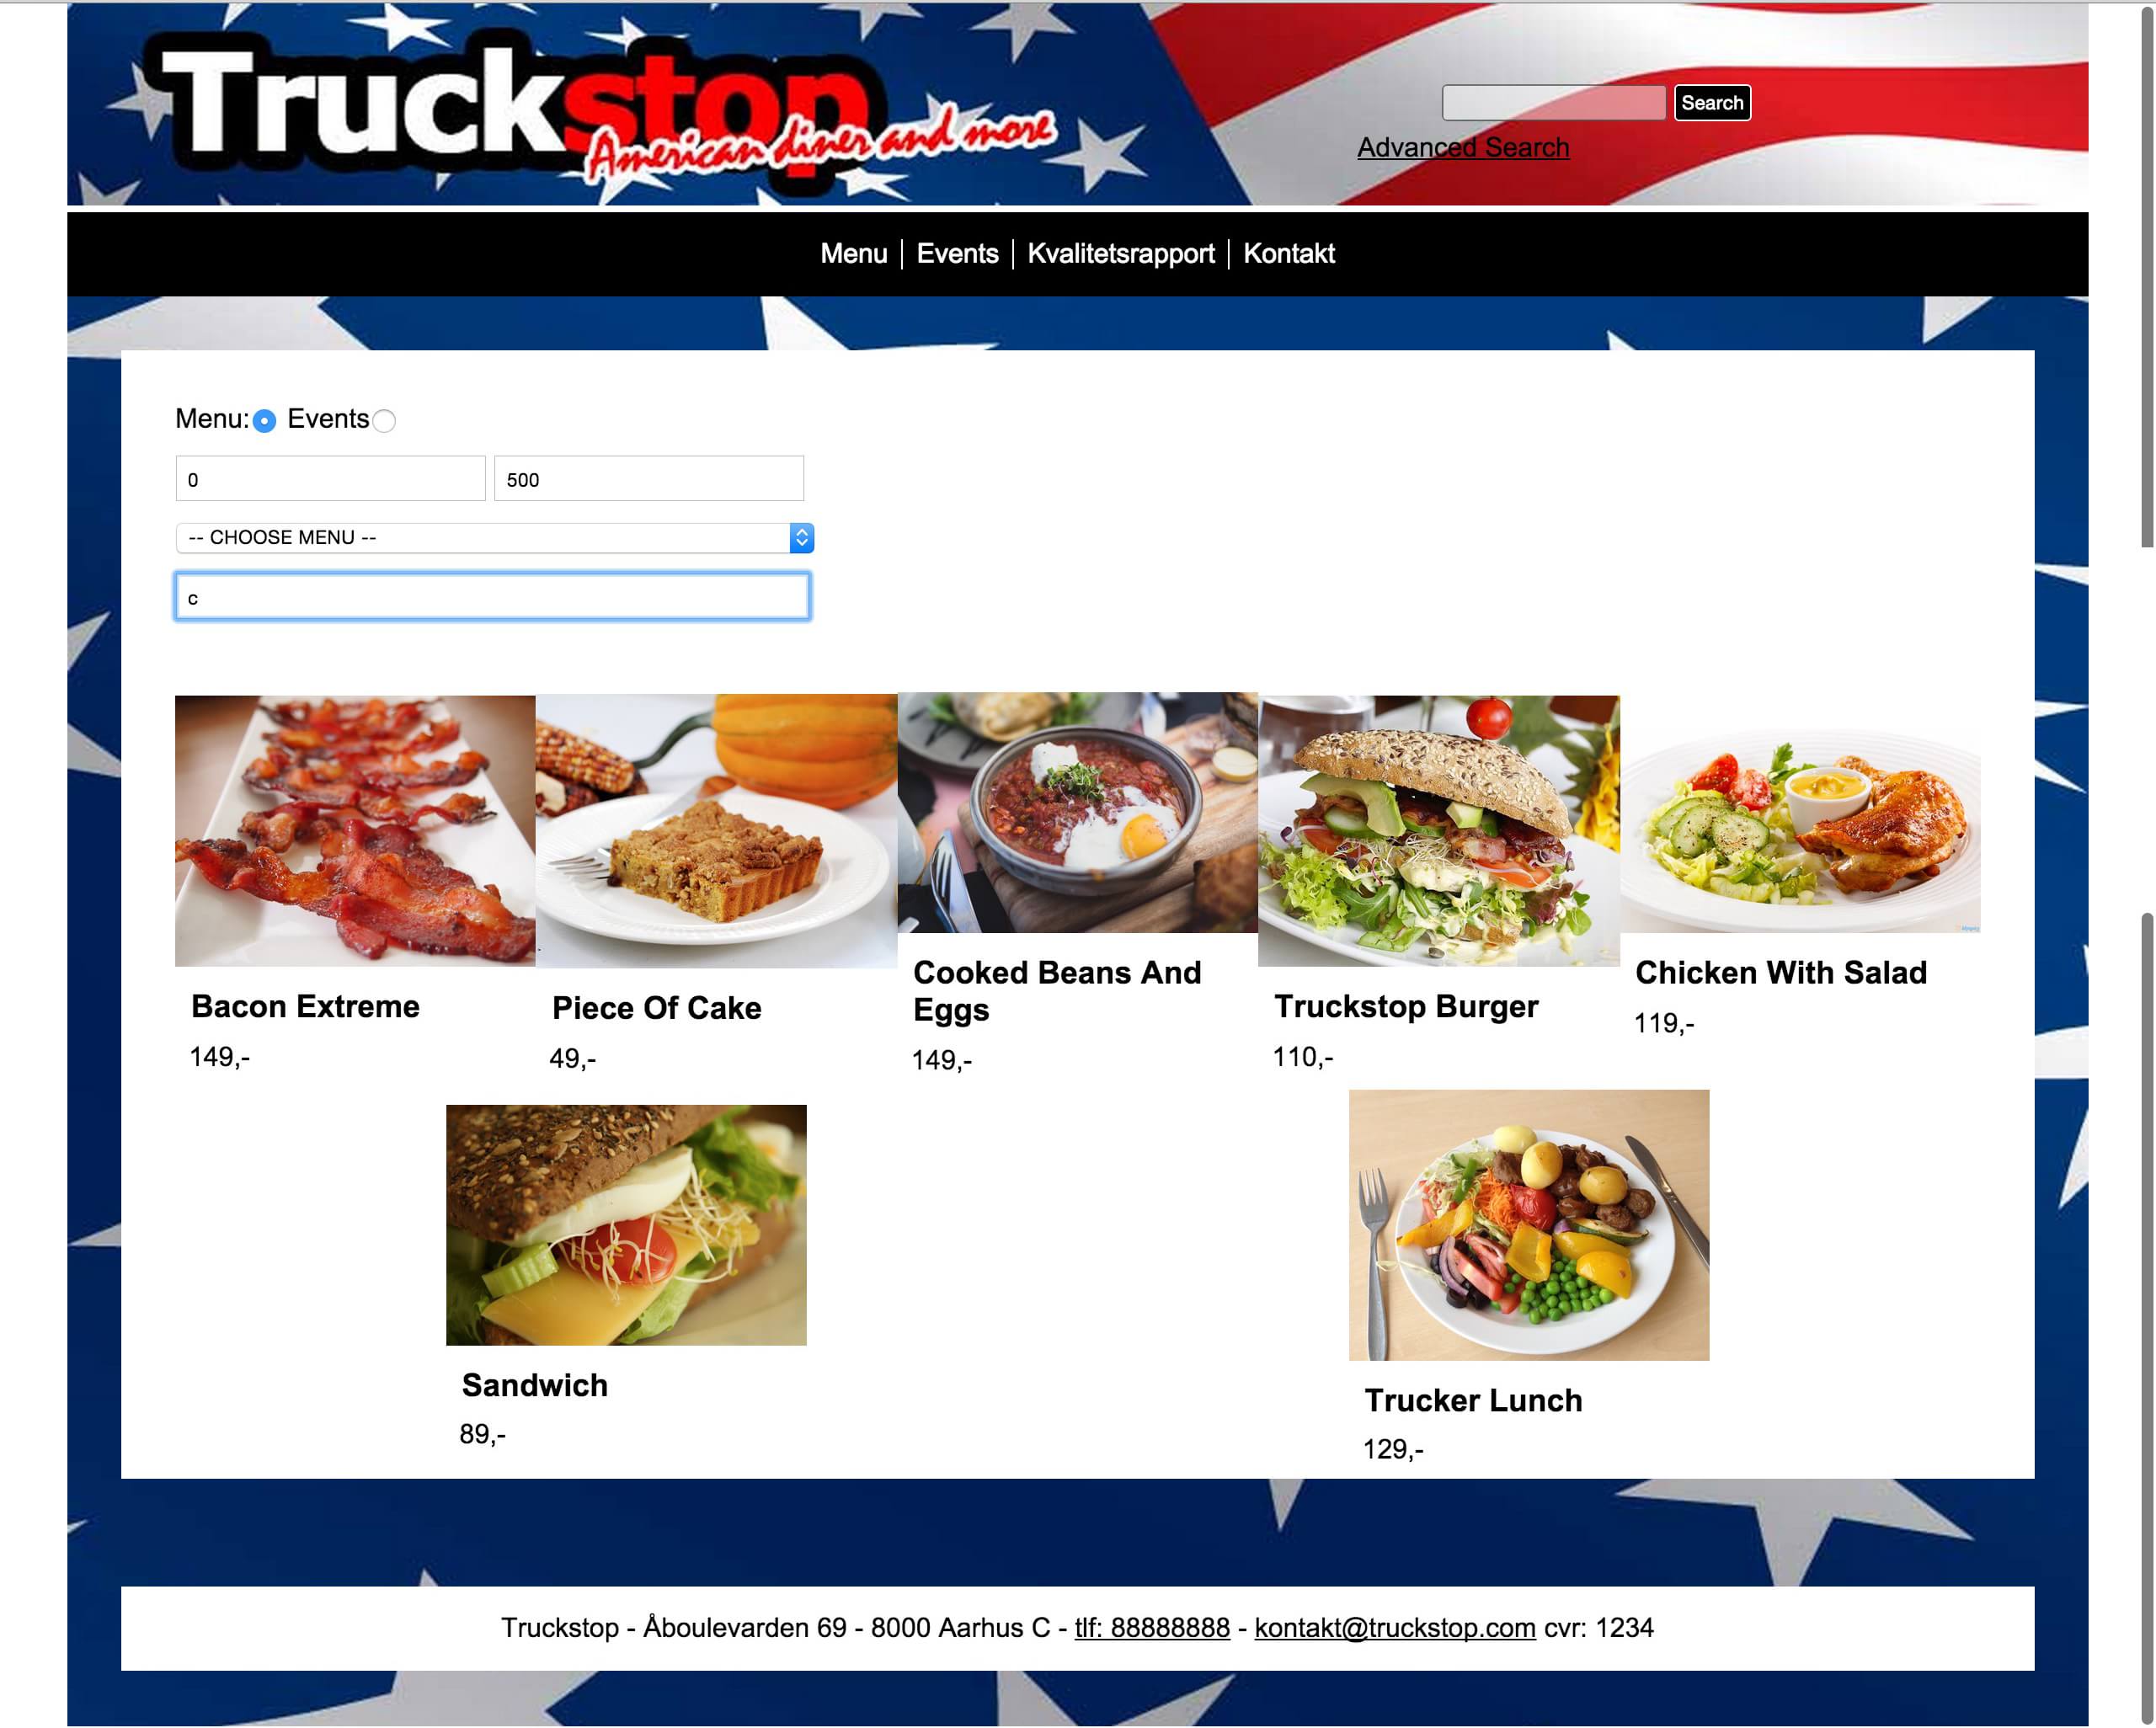 Truckstop
American diner and more
Search
Advanced Search
Menu Events Kvalitetsrapport Kontakt
Menu: Events
0 500
-- CHOOSE MENU --
c
Bacon Extreme
149,-
Piece Of Cake
49,-
Cooked Beans And
Eggs
149,-
Truckstop Burger
110,-
Chicken With Salad
119,-
Sandwich
89,-
Trucker Lunch
129,-
Truckstop - Åboulevarden 69 - 8000 Aarhus C - tlf: 88888888 - kontakt@truckstop.com cvr: 1234